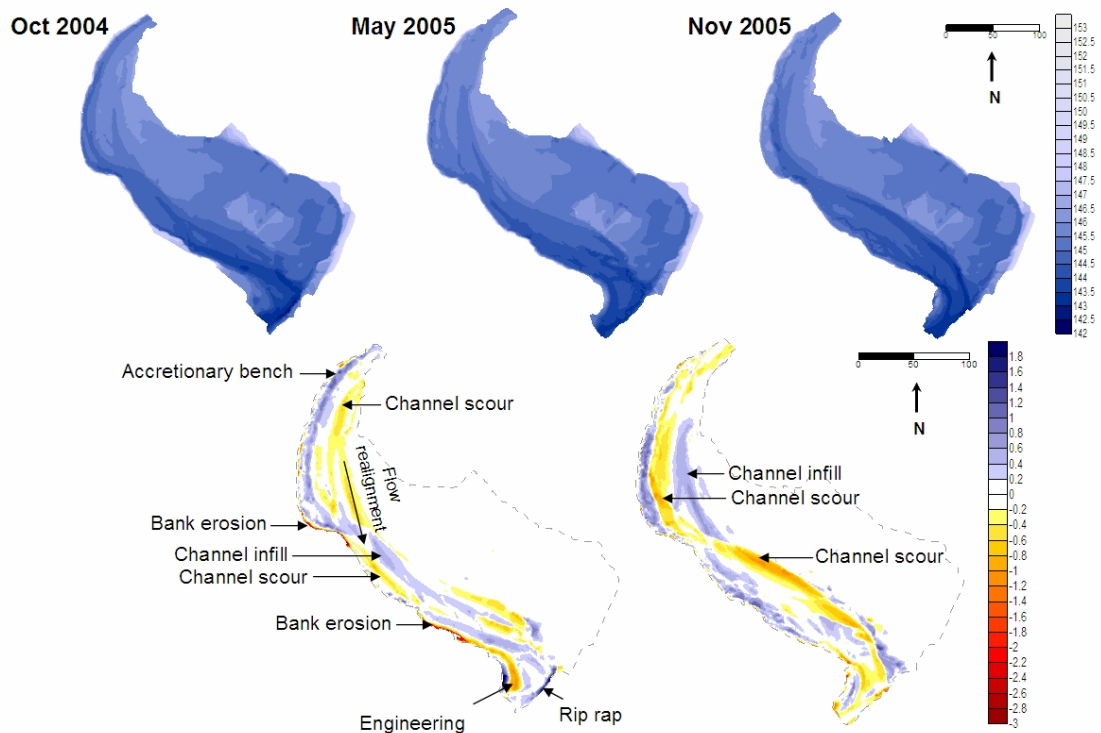 Oct 2004
May 2005
Nov 2005
0 50 100
N
153
152.5
152
151.5
151
150.5
150
149.5
149
148.5
148
147.5
147
146.5
146
145.5
145
144.5
144
143.5
143
142.5
142
Accretionary bench
Channel scour
Flow
realignment
Bank erosion
Channel infill
Channel scour
Bank erosion
Engineering
Rip rap
Channel infill
Channel scour
Channel scour
0 50 100
N
1.8
1.6
1.4
1.2
1
0.8
0.6
0.4
0.2
0
-0.2
-0.4
-0.6
-0.8
-1
-1.2
-1.4
-1.6
-1.8
-2
-2.2
-2.4
-2.6
-2.8
-3